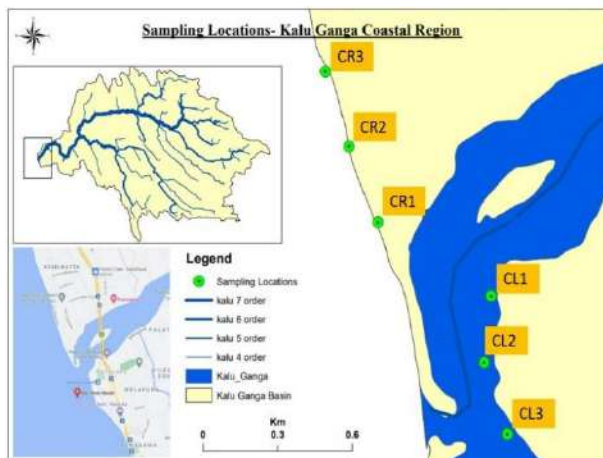 Sampling Locations- Kalu Ganga Coastal Region
CR3
CR2
CR1
CL1
CL2
CL3
Legend
Sampling Locations
kalu 7 order
kalu 6 order
kalu 5 order
kalu 4 order
Kalu_Ganga
Kalu Ganga Basin
Km
0 0.3 0.6